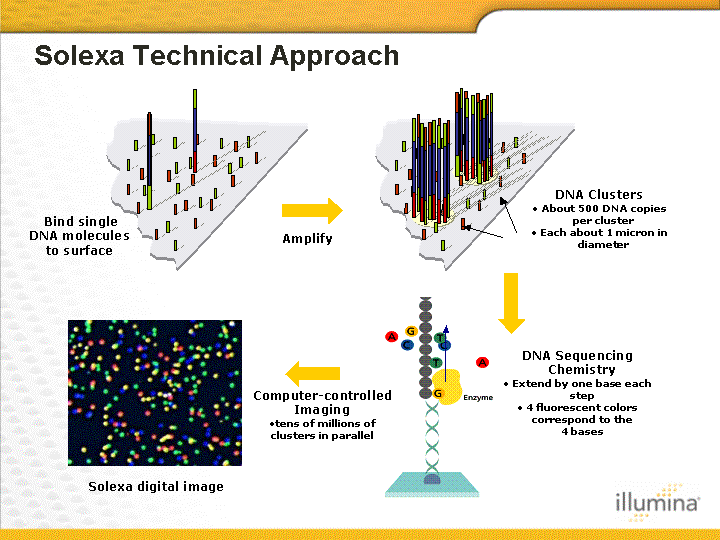 Solexa Technical Approach
Bind single
DNA molecules
to surface
Amplify
DNA Clusters
• About 500 DNA copies
per cluster
• Each about 1 micron in
diameter
DNA Sequencing
Chemistry
• Extend by one base each
step
• 4 fluorescent colors
correspond to the
4 bases
A
G
C
T
C
T
A
G
Enzyme
Computer-controlled
Imaging
•tens of millions of
clusters in parallel
Solexa digital image
illumina®